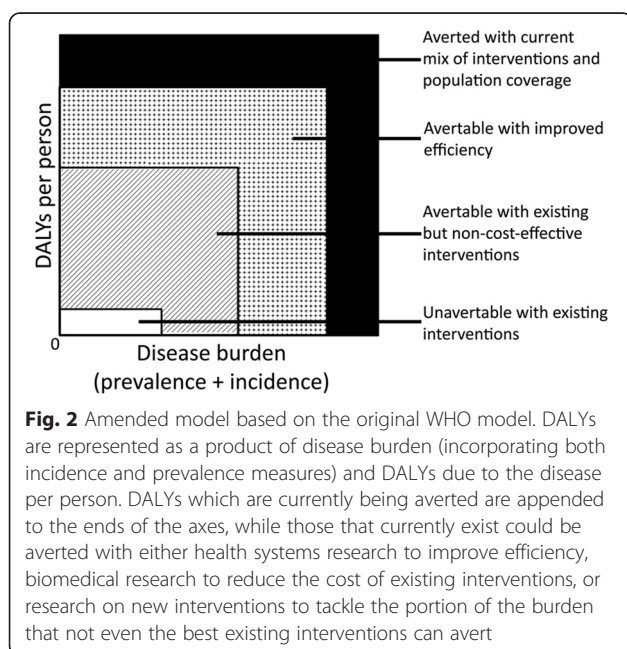 Averted with current
mix of interventions and
population coverage
Avertable with improved
efficiency
Avertable with existing
but non-cost-effective
interventions
Unavertable with existing
interventions
DALYs per person
0
Disease burden
(prevalence + incidence)
Fig. 2 Amended model based on the original WHO model. DALYs
are represented as a product of disease burden (incorporating both
incidence and prevalence measures) and DALYs due to the disease
per person. DALYs which are currently being averted are appended
to the ends of the axes, while those that currently exist could be
averted with either health systems research to improve efficiency,
biomedical research to reduce the cost of existing interventions, or
research on new interventions to tackle the portion of the burden
that not even the best existing interventions can avert